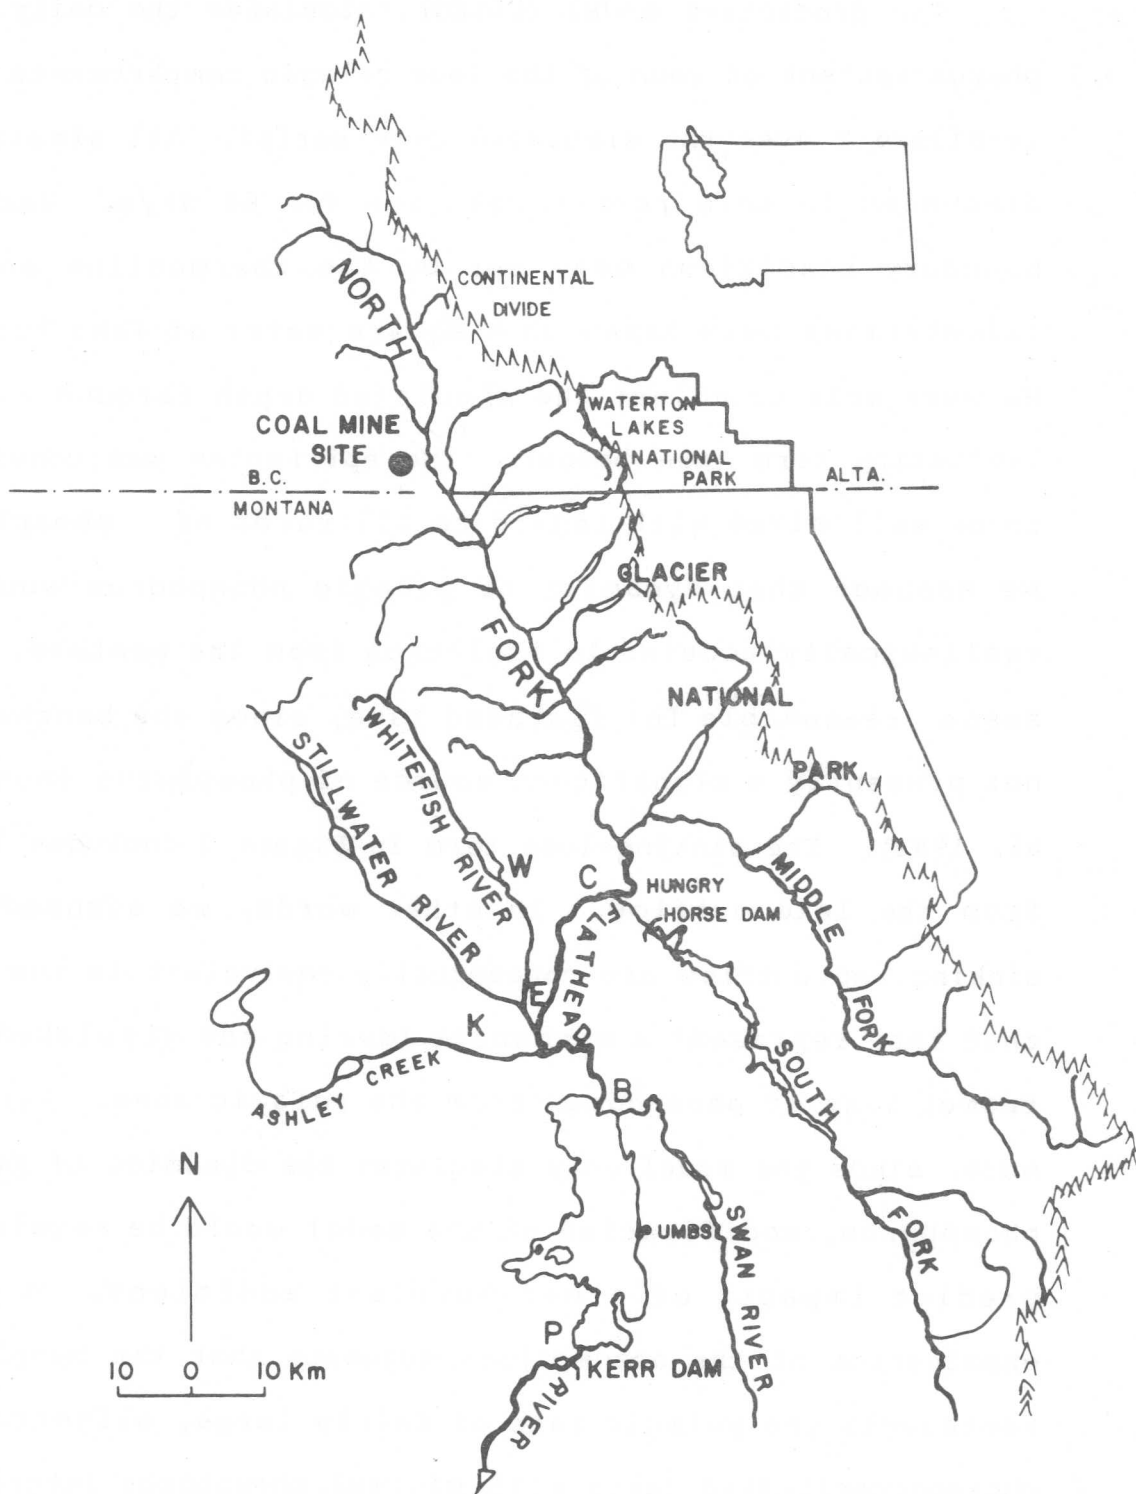 CONTINENTAL
DIVIDE
NORTH
WATERTON
LAKES
NATIONAL
PARK
COAL MINE
SITE
B.C.
ALTA.
MONTANA
GLACIER
FORK
NATIONAL
PARK
WHITEFISH RIVER
STILLWATER RIVER
W
C
HUNGRY
HORSE DAM
MIDDLE
FORK
FLATHEAD
E
K
SOUTH
FORK
ASHLEY CREEK
B
N
UMBS
SWAN RIVER
P
KERR DAM
RIVER
10 0 10 Km